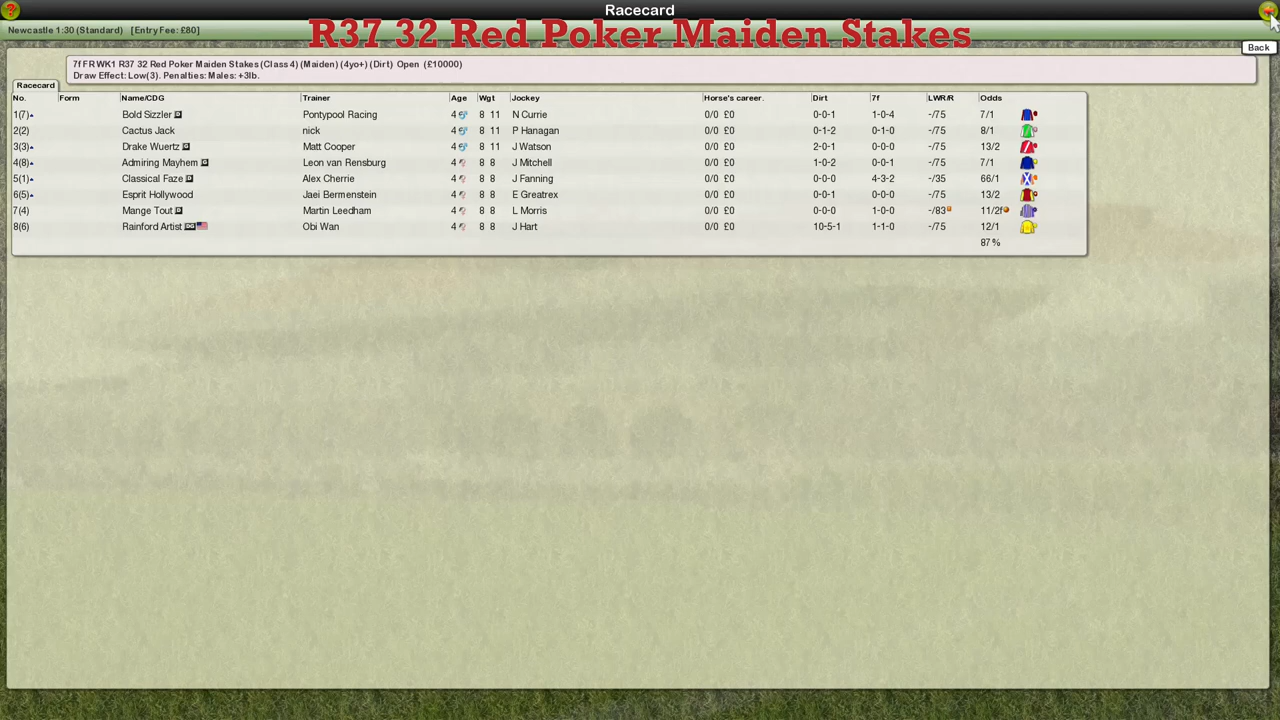 Racecard
R37 32 Red Poker Maiden Stakes
Newcastle 1:30 (Standard) [Entry Fee: £80]
Back
7f FR WK1 R37 32 Red Poker Maiden Stakes (Class 4) (Maiden) (4yo+) (Dirt) Open (£10000)
Draw Effect: Low(3). Penalties: Males: +3lb.
Racecard
No. Form Name/CDG Trainer Age Wgt Jockey Horse's career. Dirt 7f LWR/R Odds
1(7) Bold Sizzler Pontypool Racing 4 8 11 N Currie 0/0 £0 0-0-1 1-0-4 -/75 7/1
2(2) Cactus Jack nick 4 8 11 P Hanagan 0/0 £0 0-1-2 0-1-0 -/75 8/1
3(3) Drake Wuertz Matt Cooper 4 8 11 J Watson 0/0 £0 2-0-1 0-0-0 -/75 13/2
4(8) Admiring Mayhem Leon van Rensburg 4 8 8 J Mitchell 0/0 £0 1-0-2 0-0-1 -/75 7/1
5(1) Classical Faze Alex Cherrie 4 8 8 J Fanning 0/0 £0 0-0-0 4-3-2 -/35 66/1
6(5) Esprit Hollywood Jaei Bermenstein 4 8 8 E Greatrex 0/0 £0 0-0-1 0-0-0 -/75 13/2
7(4) Mange Tout Martin Leedham 4 8 8 L Morris 0/0 £0 0-0-0 1-0-0 -/83 11/2f
8(6) Rainford Artist Obi Wan 4 8 8 J Hart 0/0 £0 10-5-1 1-1-0 -/75 12/1
87%